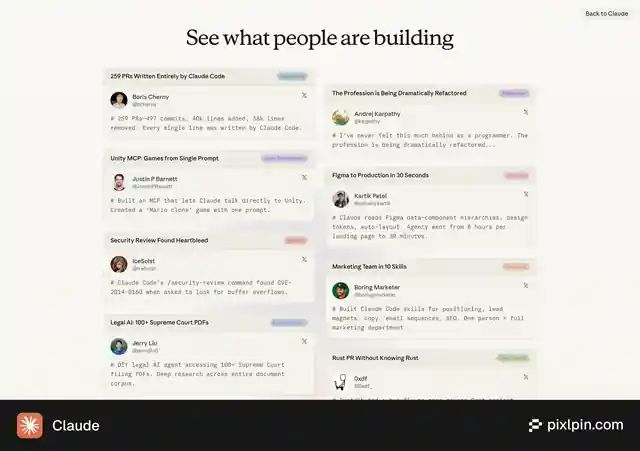 Back to Claude
See what people are building
259 PRs Written Entirely by Claude Code
Boris Cherny
@bcherny
# 259 PRs—497 commits, 40k lines added, 38k lines
removed. Every single line was written by Claude Code.
Unity MCP: Games from Single Prompt
Justin P Barnett
@JustinPBarnett
# Built an MCP that lets Claude talk directly to Unity.
Created a 'Mario clone' game with one prompt.
Security Review Found Heartbleed
IceSolst
# Claude Code's /security-review command found CVE-
2014-0160 when asked to look for buffer overflows.
Legal AI: 100+ Supreme Court PDFs
Jerry Liu
# DIY legal AI agent accessing 100+ Supreme Court
filing PDFs. Deep research across entire document
corpus.
The Profession is Being Dramatically Refactored
Andrej Karpathy
@karpathy
# I've never felt this much behind as a programmer. The
profession is being dramatically refactored...
Figma to Production in 30 Seconds
Kartik Patel
# Claude reads Figma data—component hierarchies, design
tokens, auto-layout. Agency went from 8 hours per
landing page to 30 minutes.
Marketing Team in 10 Skills
Boring Marketer
@boringmarketer
# Built Claude Code skills for positioning, lead
magnets, copy, email sequences, SEO. One person = full
marketing department
Rust PR Without Knowing Rust
0xdf
@0xdf_
Claude
pixlpin.com